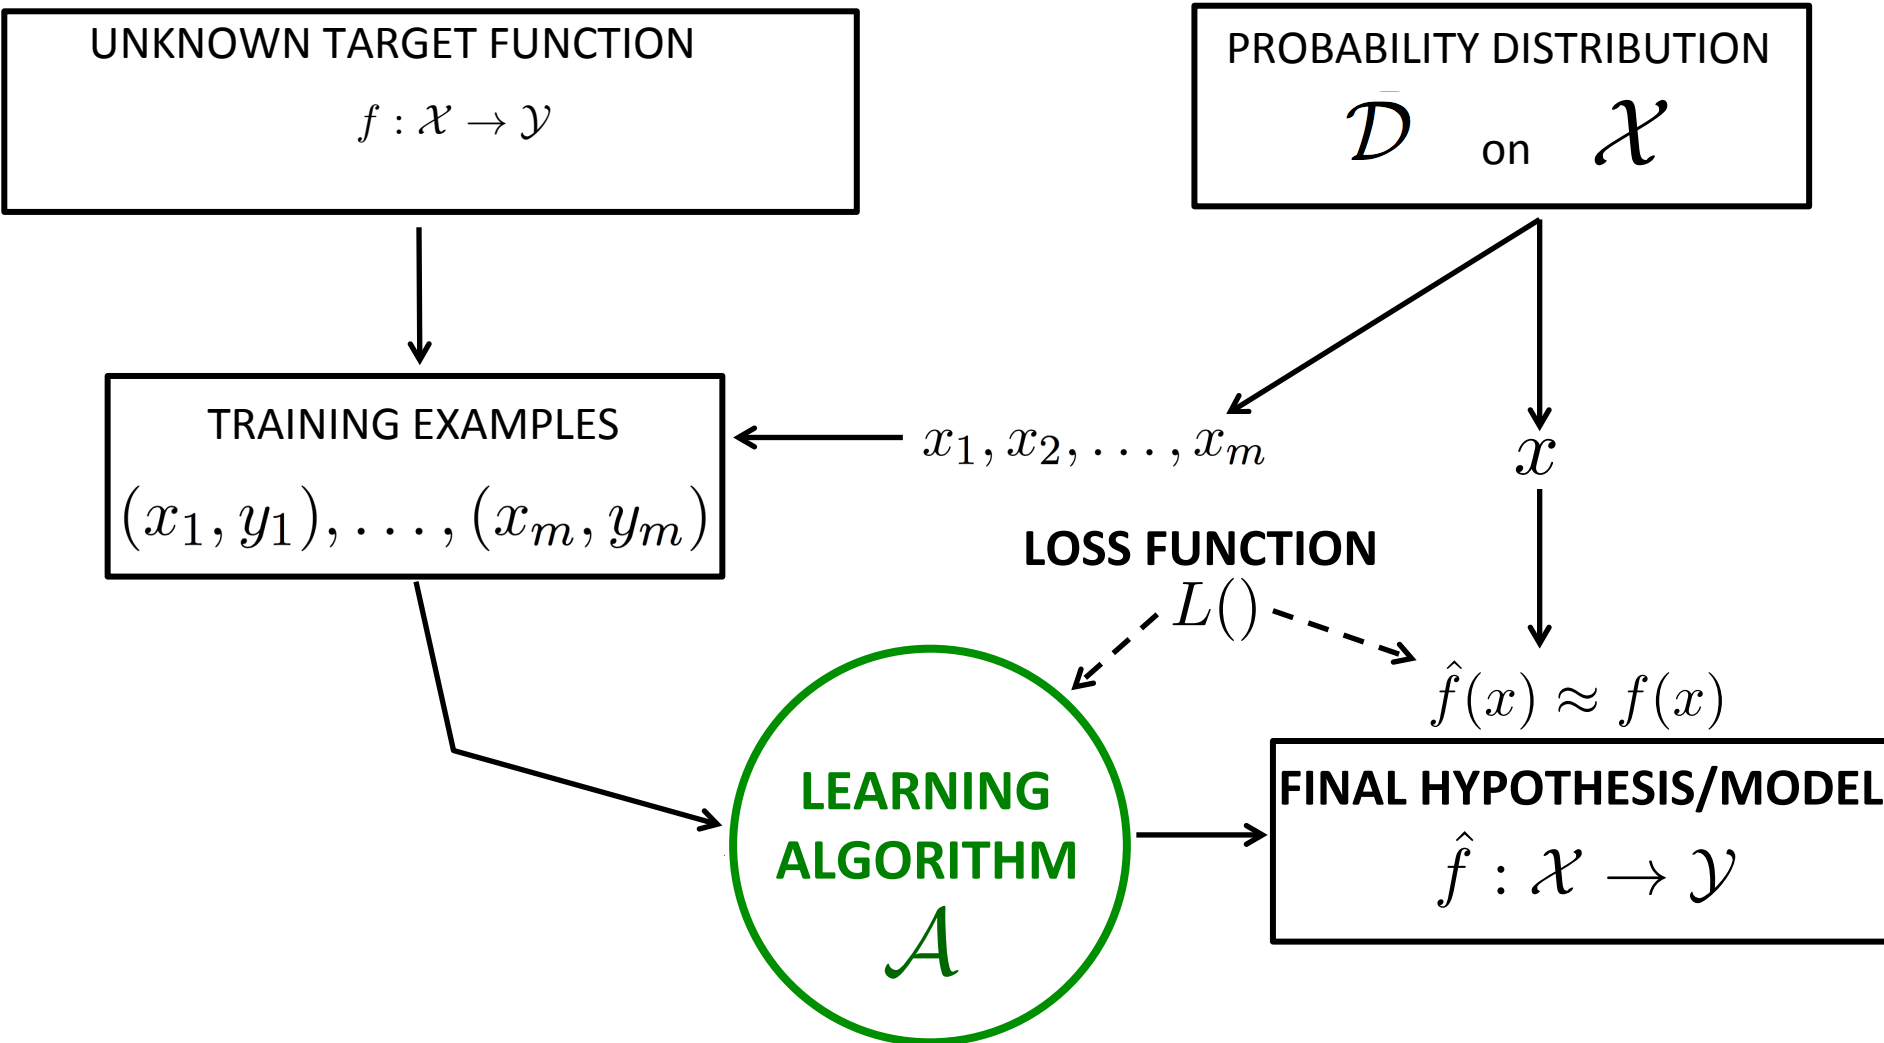 UNKNOWN TARGET FUNCTION
f : 𝒳 → 𝒴
PROBABILITY DISTRIBUTION
𝒟 on 𝒳
TRAINING EXAMPLES
(x₁, y₁), . . . , (xₘ, yₘ)
x₁, x₂, . . . , xₘ
x
LOSS FUNCTION
L()
f̂(x) ≈ f(x)
LEARNING
ALGORITHM
𝒜
FINAL HYPOTHESIS/MODEL
f̂ : 𝒳 → 𝒴